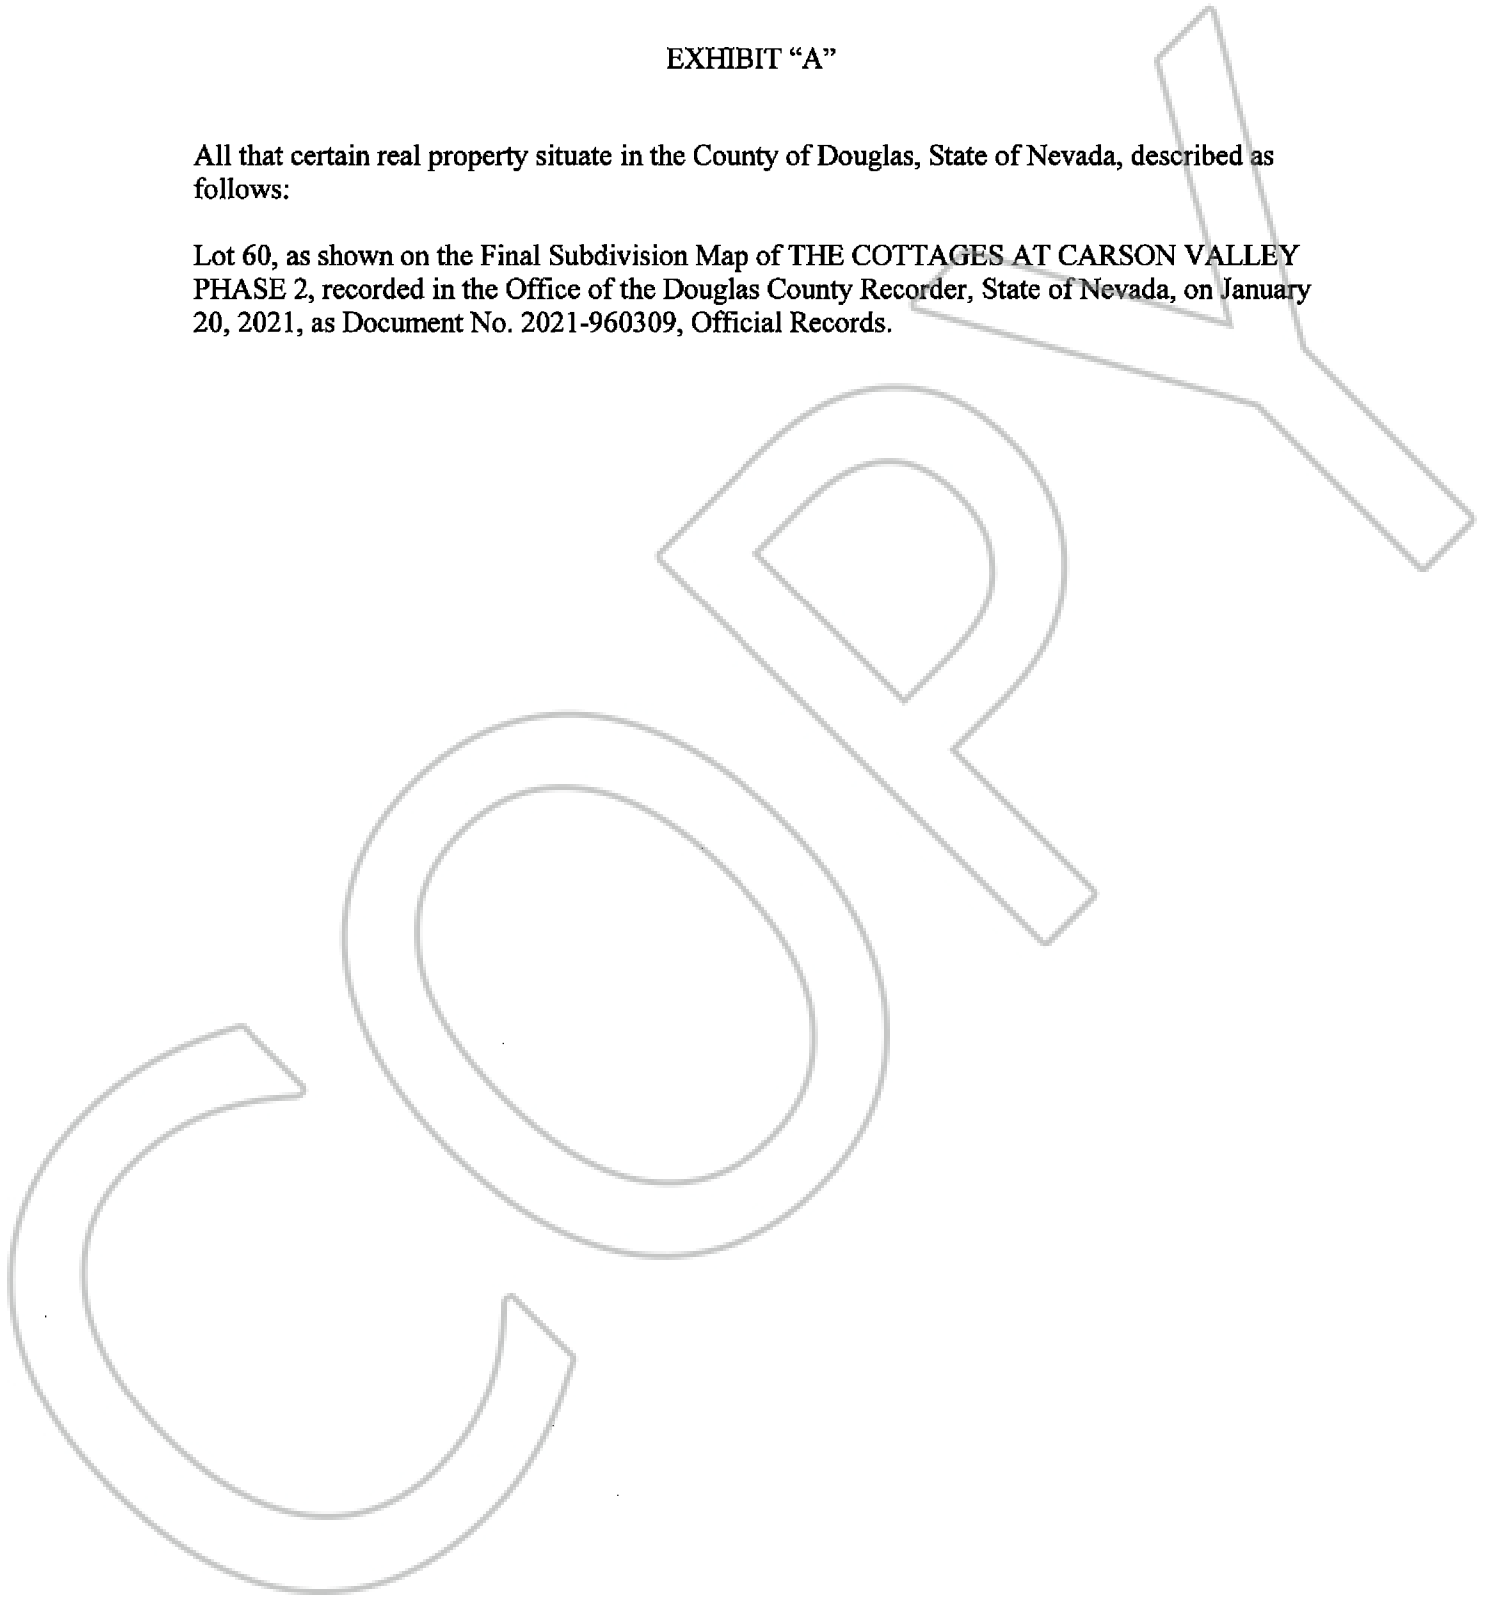 EXHIBIT “A”
All that certain real property situate in the County of Douglas, State of Nevada, described as
follows:
Lot 60, as shown on the Final Subdivision Map of THE COTTAGES AT CARSON VALLEY
PHASE 2, recorded in the Office of the Douglas County Recorder, State of Nevada, on January
20, 2021, as Document No. 2021-960309, Official Records.
COPY